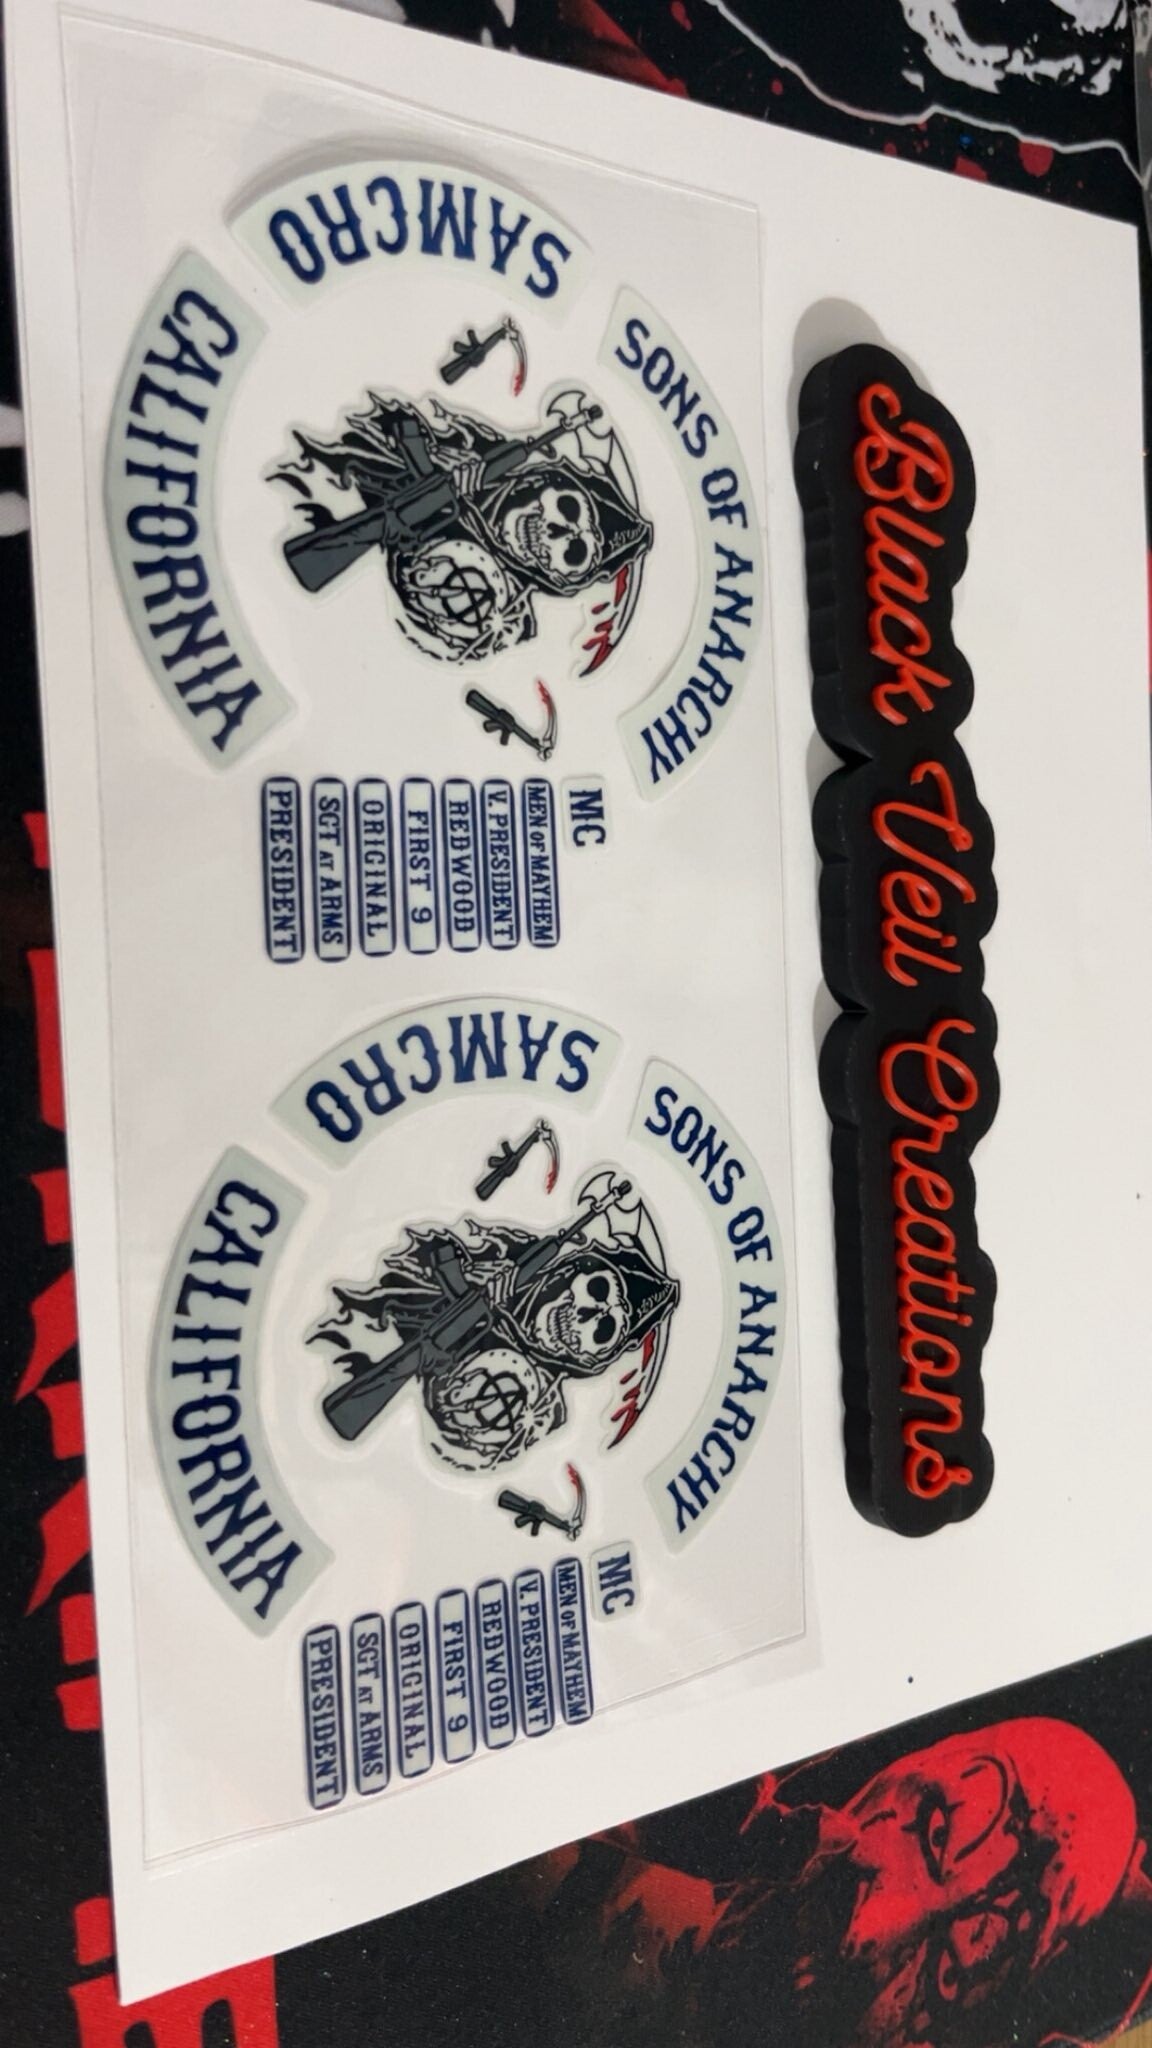 Black Veil Creations
SONS OF ANARCHY
SAMCRO
CALIFORNIA
MC
MEN OF MAYHEM
V. PRESIDENT
REDWOOD
FIRST 9
ORIGINAL
SGT AT ARMS
PRESIDENT
SONS OF ANARCHY
SAMCRO
CALIFORNIA
MC
MEN OF MAYHEM
V. PRESIDENT
REDWOOD
FIRST 9
ORIGINAL
SGT AT ARMS
PRESIDENT